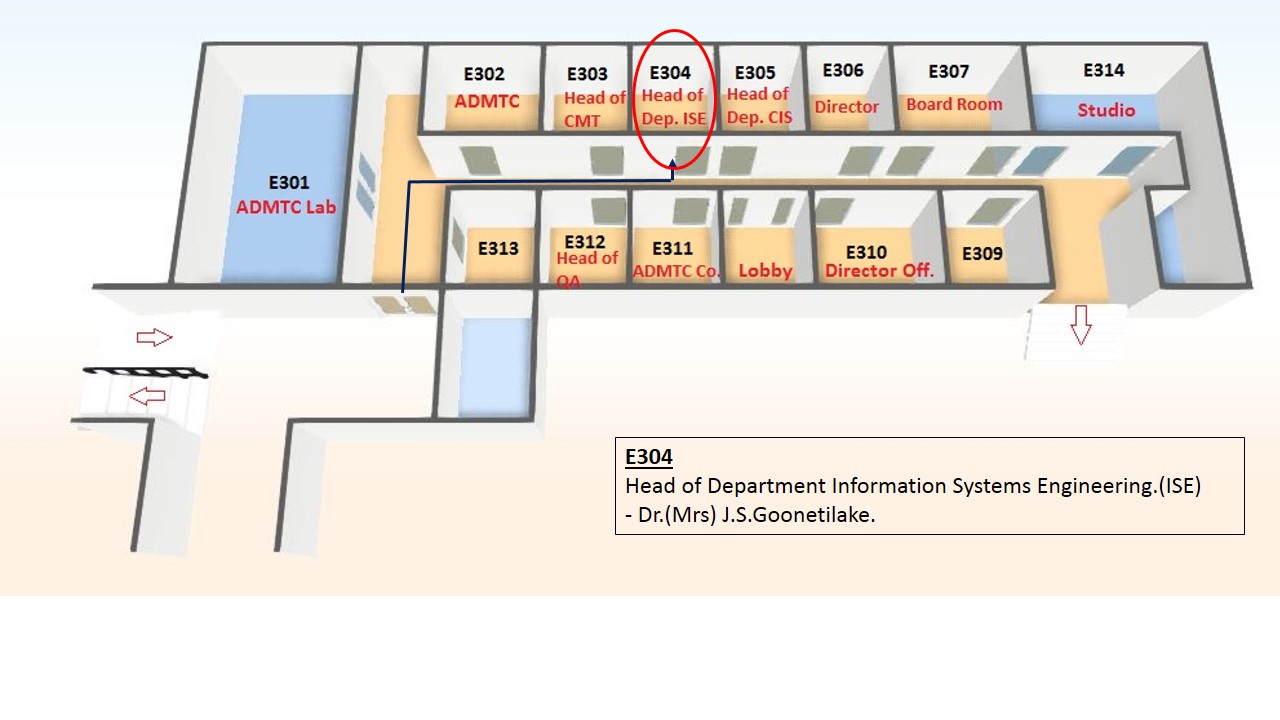 E302
ADMTC
E303
Head of
CMT
E304
Head of
Dep. ISE
E305
Head of
Dep. CIS
E306
Director
E307
Board Room
E314
Studio
E301
ADMTC Lab
E313
E312
Head of
QA
E311
ADMTC Co.
Lobby
E310
Director Off.
E309
E304
Head of Department Information Systems Engineering.(ISE)
- Dr.(Mrs) J.S.Goonetilake.